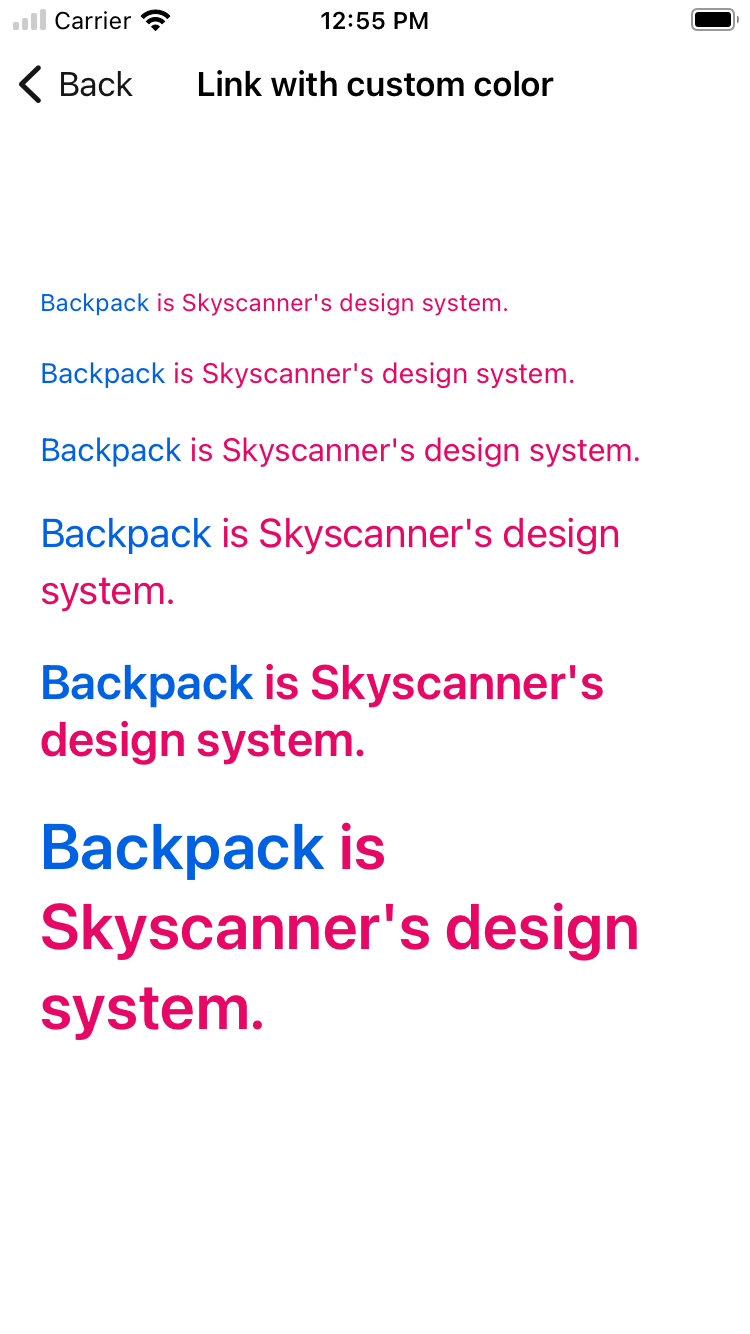 Carrier 12:55 PM
Back Link with custom color
Backpack is Skyscanner's design system.
Backpack is Skyscanner's design system.
Backpack is Skyscanner's design system.
Backpack is Skyscanner's design
system.
Backpack is Skyscanner's
design system.
Backpack is
Skyscanner's design
system.